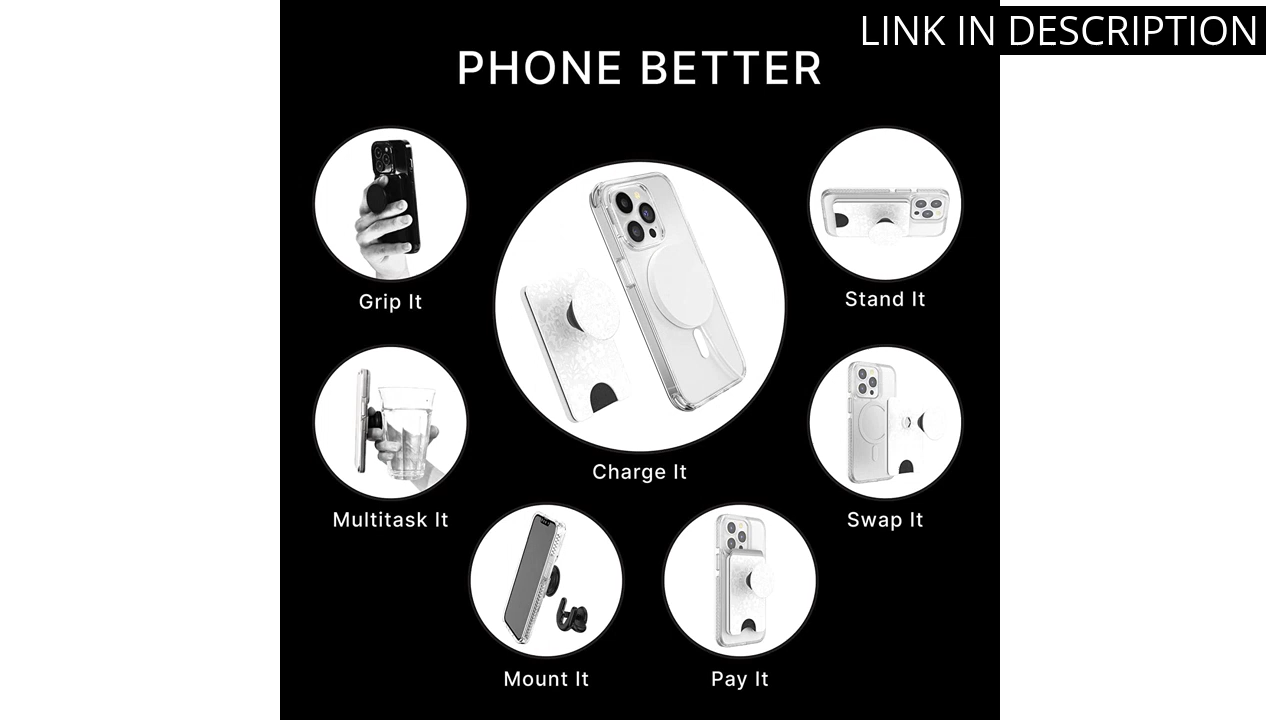 LINK IN DESCRIPTION
PHONE BETTER
Grip It
Stand It
Charge It
Multitask It
Swap It
Mount It
Pay It